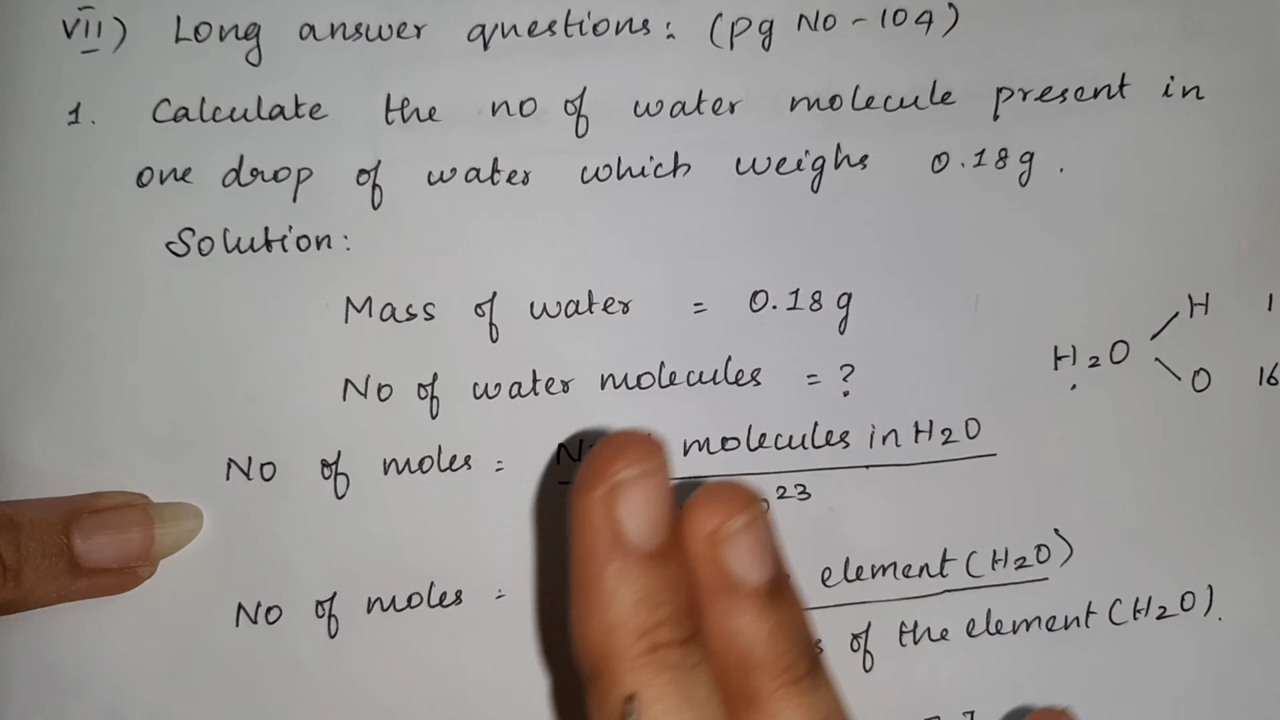 VII) Long answer questions: (pg No - 104)
1. Calculate the no of water molecule present in
one drop of water which weighs 0.18g.
Solution:
Mass of water = 0.18 g
No of water molecules = ?
H2O
H 1
O 16
No of moles = molecules in H2O
23
No of moles = element (H2O)
of the element (H2O).